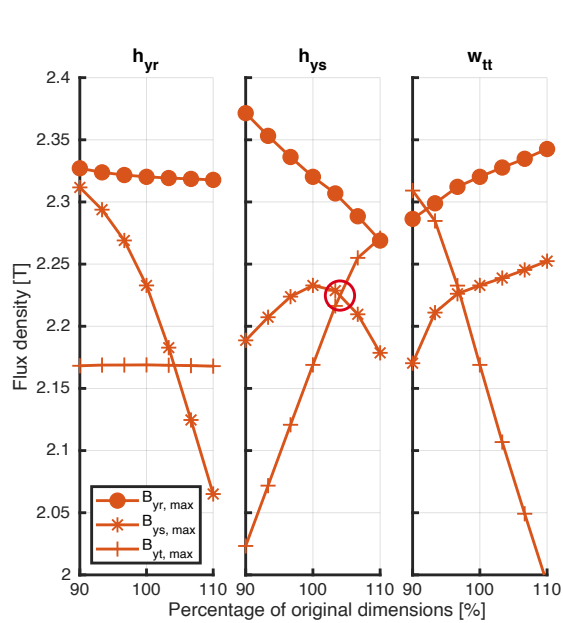 h_yr h_ys w_tt
2.4
2.35
2.3
2.25
2.2
2.15
2.1
2.05
2
Flux density [T]
B_yr, max
B_ys, max
B_yt, max
90 100 110 90 100 110 90 100 110
Percentage of original dimensions [%]